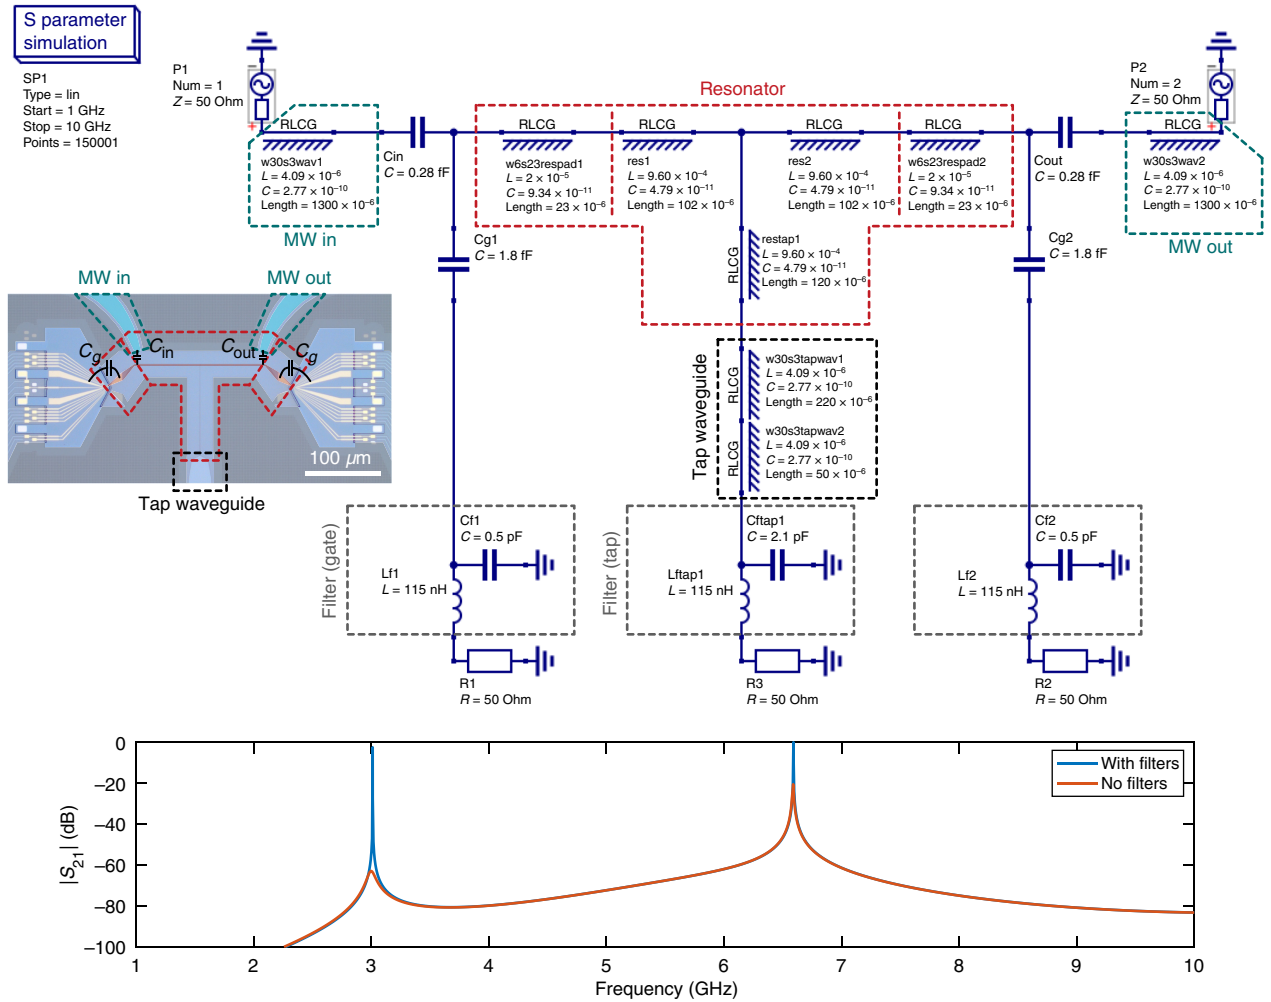 S parameter
simulation
SP1
Type = lin
Start = 1 GHz
Stop = 10 GHz
Points = 150001
P1
Num = 1
Z = 50 Ohm
RLCG
w30s3wav1
L = 4.09 × 10⁻⁶
C = 2.77 × 10⁻¹⁰
Length = 1300 × 10⁻⁶
MW in
Cin
C = 0.28 fF
Resonator
RLCG
w6s23respad1
L = 2 × 10⁻⁵
C = 9.34 × 10⁻¹¹
Length = 23 × 10⁻⁶
RLCG
res1
L = 9.60 × 10⁻⁴
C = 4.79 × 10⁻¹¹
Length = 102 × 10⁻⁶
RLCG
res2
L = 9.60 × 10⁻⁴
C = 4.79 × 10⁻¹¹
Length = 102 × 10⁻⁶
RLCG
w6s23respad2
L = 2 × 10⁻⁵
C = 9.34 × 10⁻¹¹
Length = 23 × 10⁻⁶
Cout
C = 0.28 fF
P2
Num = 2
Z = 50 Ohm
RLCG
w30s3wav2
L = 4.09 × 10⁻⁶
C = 2.77 × 10⁻¹⁰
Length = 1300 × 10⁻⁶
MW out
Cg1
C = 1.8 fF
RLCG
restap1
L = 9.60 × 10⁻⁴
C = 4.79 × 10⁻¹¹
Length = 120 × 10⁻⁶
Cg2
C = 1.8 fF
MW in
MW out
Cg
Cin
Cout
Cg
100 µm
Tap waveguide
Tap waveguide
RLCG
w30s3tapwav1
L = 4.09 × 10⁻⁶
C = 2.77 × 10⁻¹⁰
Length = 220 × 10⁻⁶
RLCG
w30s3tapwav2
L = 4.09 × 10⁻⁶
C = 2.77 × 10⁻¹⁰
Length = 50 × 10⁻⁶
Filter (gate)
Cf1
C = 0.5 pF
Lf1
L = 115 nH
R1
R = 50 Ohm
Filter (tap)
Cftap1
C = 2.1 pF
Lftap1
L = 115 nH
R3
R = 50 Ohm
Cf2
C = 0.5 pF
Lf2
L = 115 nH
R2
R = 50 Ohm
|S₂₁| (dB)
0
−20
−40
−60
−80
−100
With filters
No filters
1 2 3 4 5 6 7 8 9 10
Frequency (GHz)